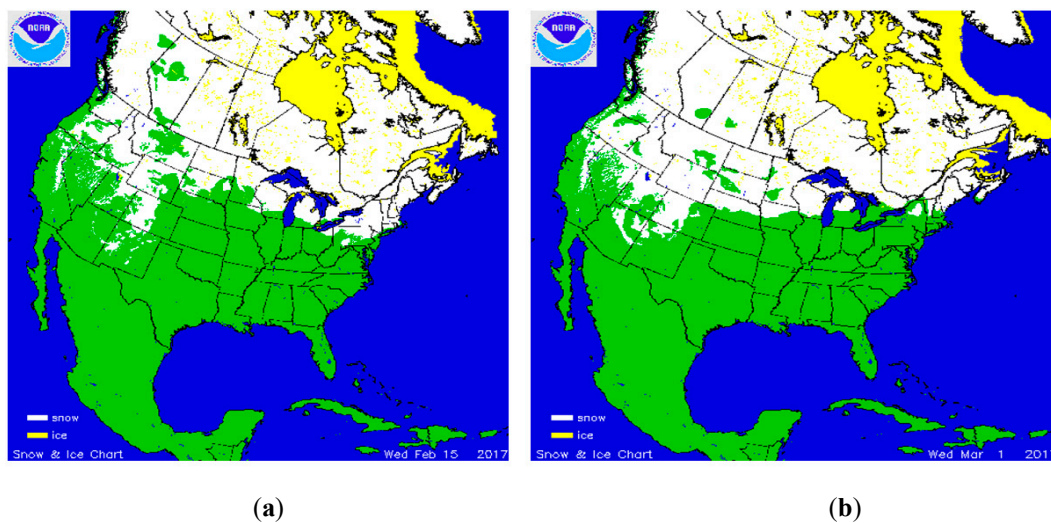 NOAA
snow
ice
Snow & Ice Chart
Wed Feb 15 2017
(a)
NOAA
snow
ice
Snow & Ice Chart
Wed Mar 1 201
(b)